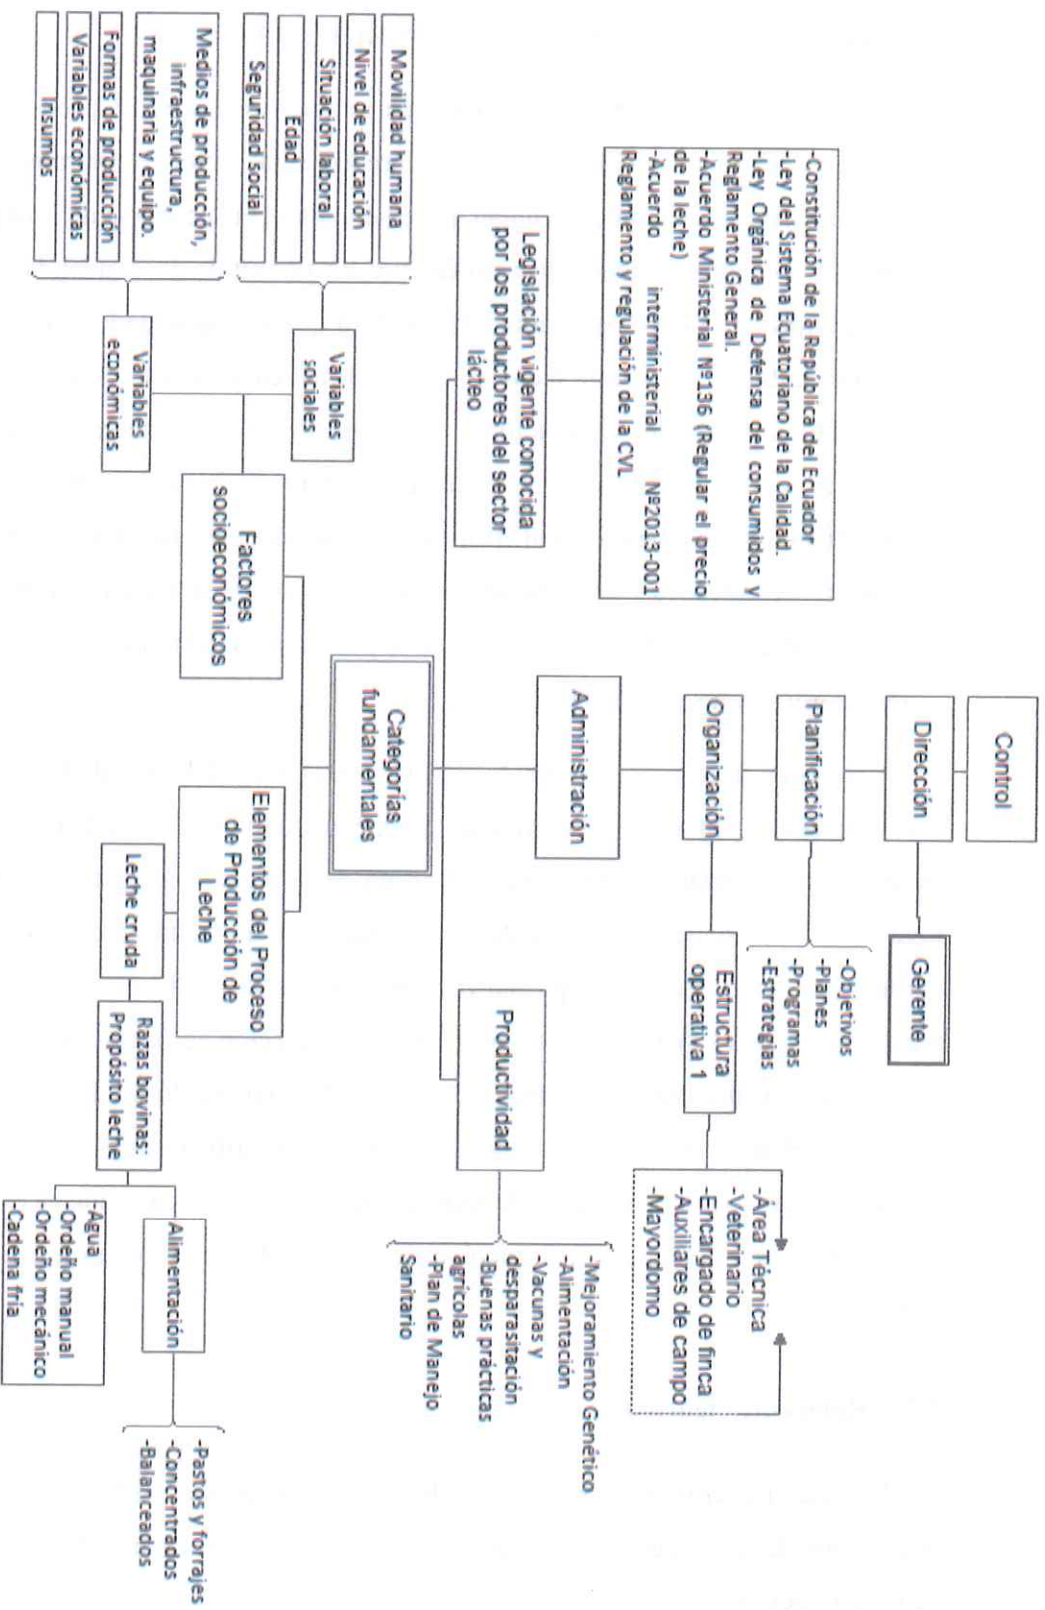 Control
Dirección
Gerente
Planificación
-Objetivos
-Planes
-Programas
-Estrategias
Organización
Estructura
operativa 1
-Área Técnica
-Veterinario
-Encargado de finca
-Auxiliares de campo
-Mayordomo
-Constitución de la República del Ecuador
-Ley del Sistema Ecuatoriano de la Calidad.
-Ley Orgánica de Defensa del consumidos y
Reglamento General.
-Acuerdo Ministerial Nº136 (Regular el precio
de la leche)
-Acuerdo interministerial Nº2013-001
Reglamento y regulación de la CVL
Legislación vigente conocida
por los productores del sector
lácteo
Administración
Productividad
-Mejoramiento Genético
-Alimentación
-Vacunas y
desparasitación
-Buenas prácticas
agrícolas
-Plan de Manejo
Sanitario
Categorías
fundamentales
Factores
socioeconómicos
Elementos del Proceso
de Producción de
Leche
Variables
sociales
Movilidad humana
Nivel de educación
Situación laboral
Edad
Seguridad social
Variables
económicas
Medios de producción,
infraestructura,
maquinaria y equipo.
Formas de producción
Variables económicas
Insumos
Leche cruda
Razas bovinas:
Propósito leche
Alimentación
-Pastos y forrajes
-Concentrados
-Balanceados
-Agua
-Ordeño manual
-Ordeño mecánico
-Cadena fría